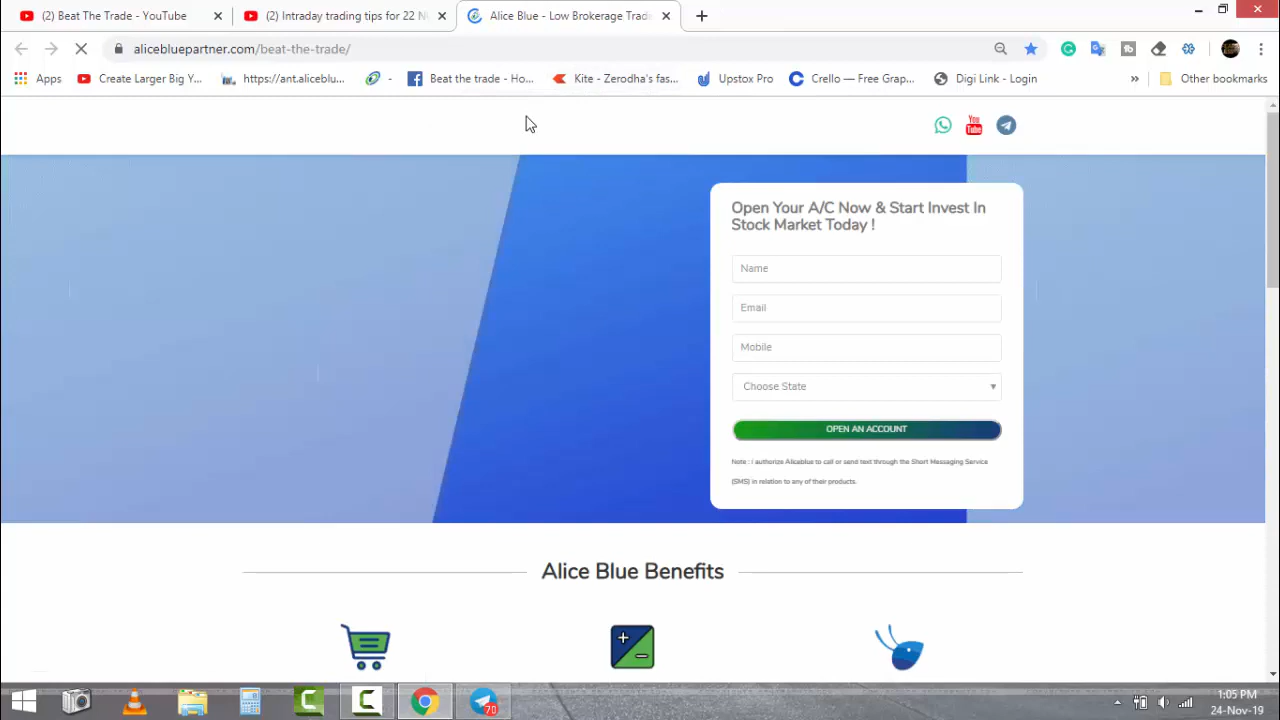 (2) Beat The Trade - YouTube
(2) Intraday trading tips for 22 N
Alice Blue - Low Brokerage Trad
alicebluepartner.com/beat-the-trade/
Apps
Create Larger Big Y...
https://ant.aliceblu...
-
Beat the trade - Ho...
Kite - Zerodha's fas...
Upstox Pro
Crello — Free Grap...
Digi Link - Login
»
Other bookmarks
You
Tube
Open Your A/C Now & Start Invest In
Stock Market Today !
Name
Email
Mobile
Choose State
OPEN AN ACCOUNT
Note : I authorize Aliceblue to call or send text through the Short Messaging Service
(SMS) in relation to any of their products.
Alice Blue Benefits
70
1:05 PM
24-Nov-19